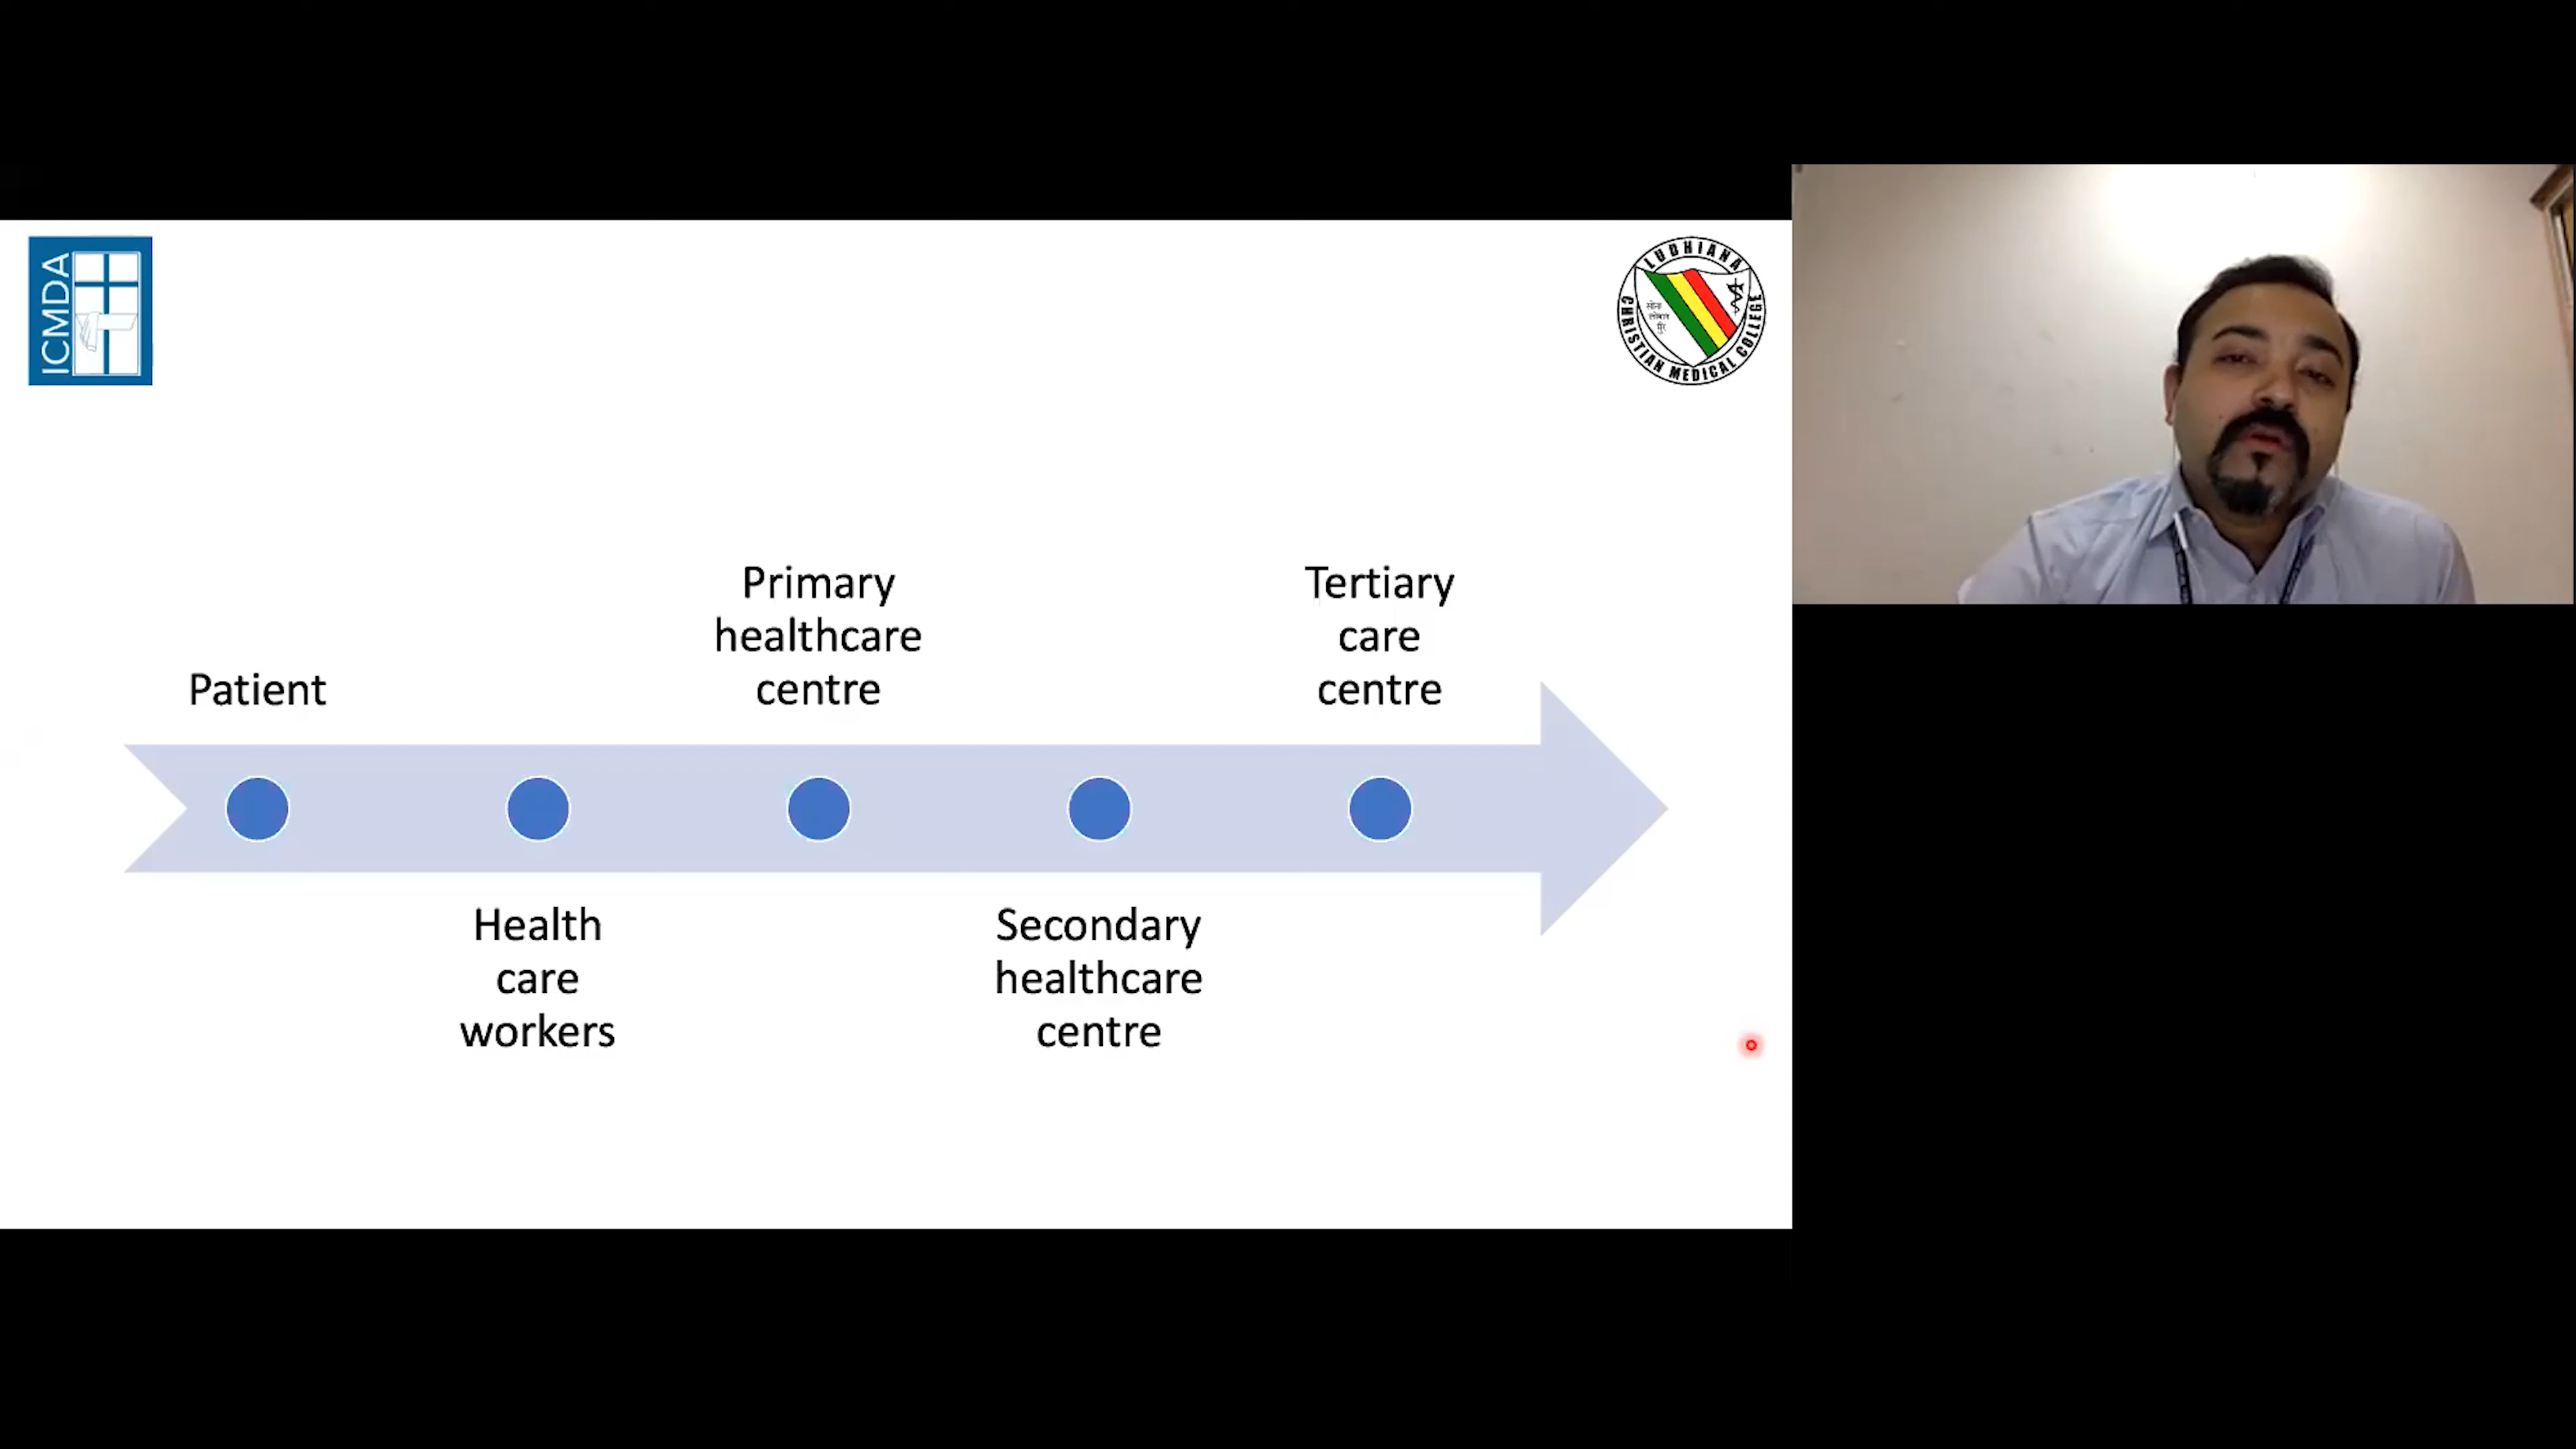 ICMDA
LUDHIANA
CHRISTIAN MEDICAL COLLEGE
Patient
Primary
healthcare
centre
Tertiary
care
centre
Health
care
workers
Secondary
healthcare
centre